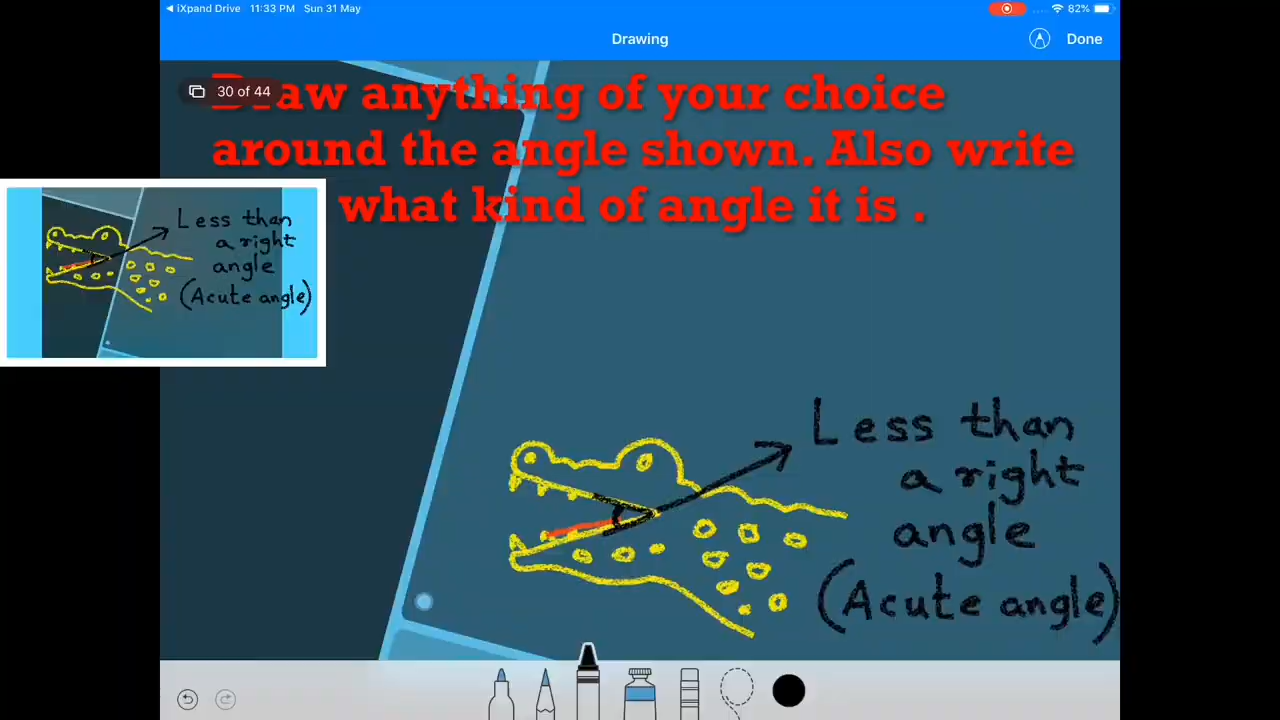 iXpand Drive 11:33 PM Sun 31 May
82%
Drawing
Done
30 of 44
Draw anything of your choice
around the angle shown. Also write
what kind of angle it is .
Less than
a right
angle
(Acute angle)
Less than
a right
angle
(Acute angle)